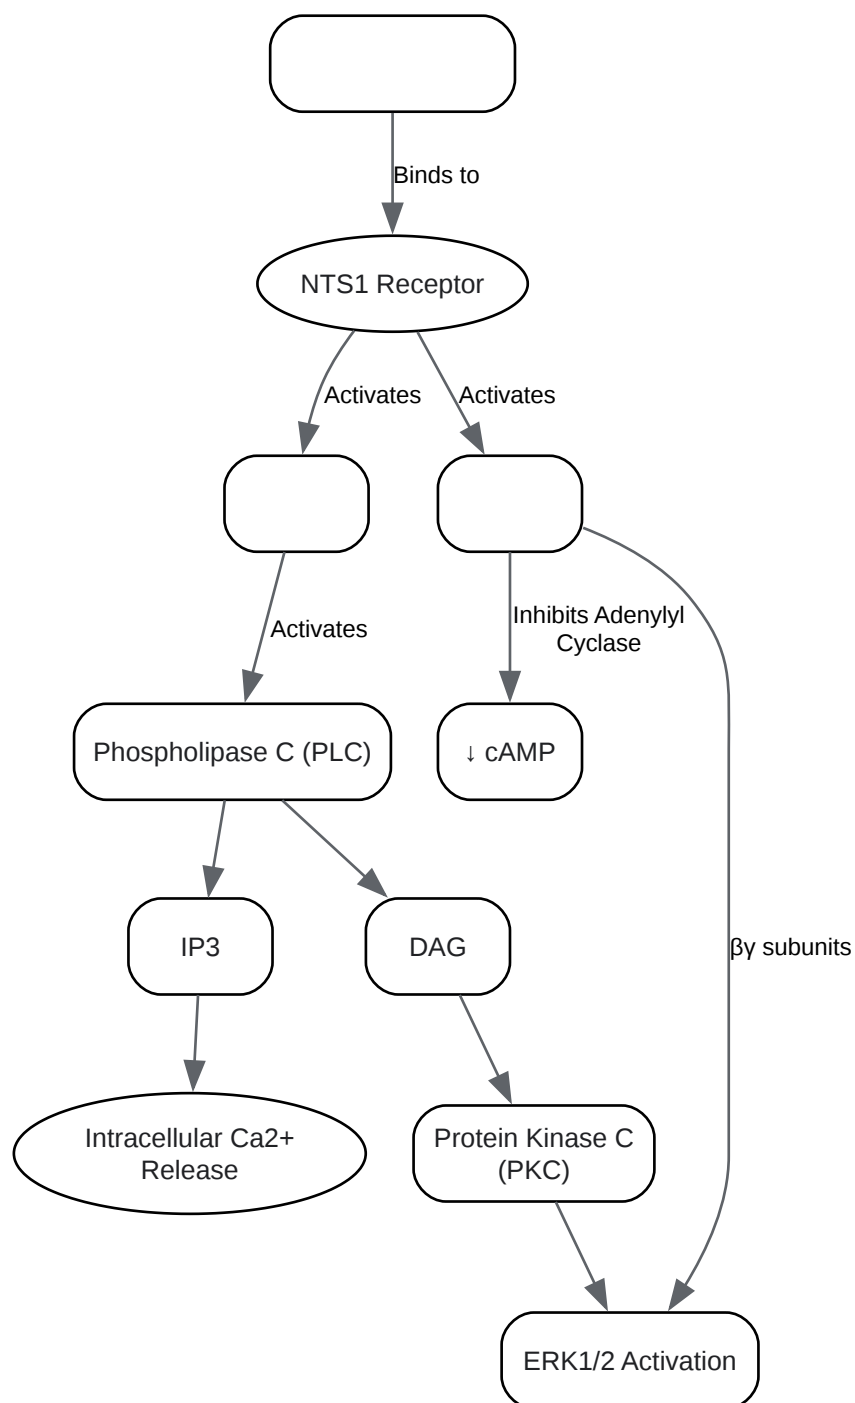 Binds to
NTS1 Receptor
Activates
Activates
Activates
Inhibits Adenylyl
Cyclase
Phospholipase C (PLC)
↓ cAMP
IP3
DAG
βγ subunits
Intracellular Ca2+
Release
Protein Kinase C
(PKC)
ERK1/2 Activation